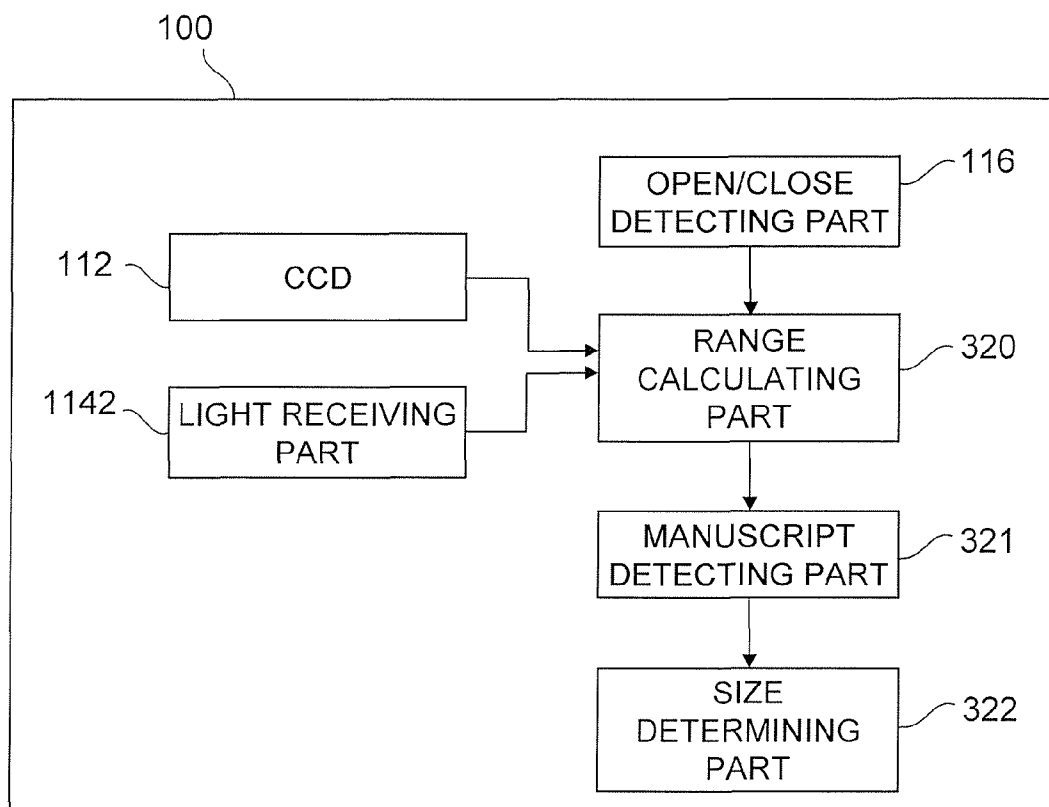 100
OPEN/CLOSE
DETECTING PART
116
112
CCD
RANGE
CALCULATING
PART
320
1142
LIGHT RECEIVING
PART
MANUSCRIPT
DETECTING PART
321
SIZE
DETERMINING
PART
322